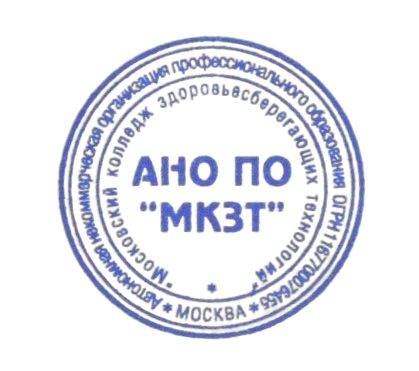 Автономная некоммерческая организация профессионального образования ОГРН 1167700076455
* МОСКВА *
"Московский колледж здоровьесберегающих технологий"
*
АНО ПО
"МКЗТ"